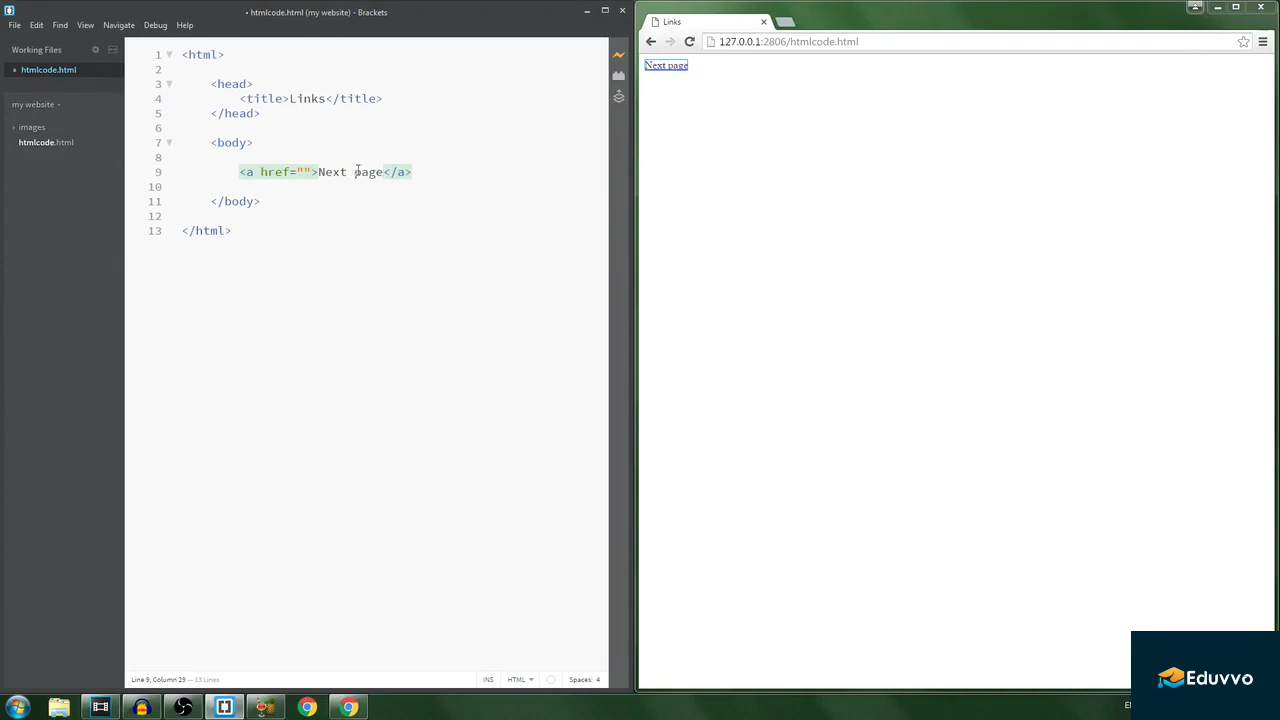 • htmlcode.html (my website) - Brackets
File Edit Find View Navigate Debug Help
Working Files
• htmlcode.html
my website
images
htmlcode.html
1 <html>
2
3 <head>
4 <title>Links</title>
5 </head>
6
7 <body>
8
9 <a href="">Next page</a>
10
11 </body>
12
13 </html>
Line 9, Column 29 — 13 Lines
INS HTML Spaces: 4
Links
127.0.0.1:2806/htmlcode.html
Next page
Eduvvo